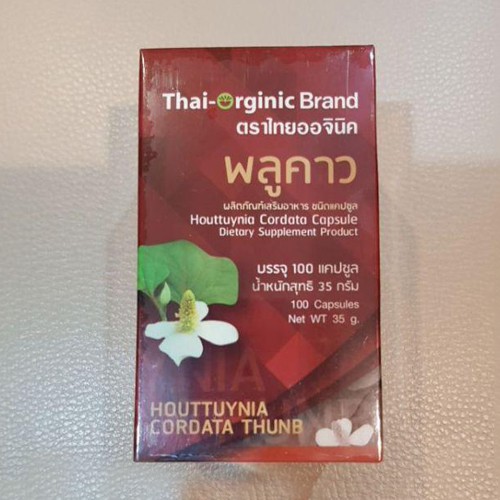 Thai-Orginic Brand
ตราไทยออจินิค
พลูคาว
ผลิตภัณฑ์เสริมอาหาร ชนิดแคปซูล
Houttuynia Cordata Capsule
Dietary Supplement Product
บรรจุ 100 แคปซูล
น้ำหนักสุทธิ 35 กรัม
100 Capsules
Net WT 35 g.
HOUTTUYNIA
CORDATA THUNB